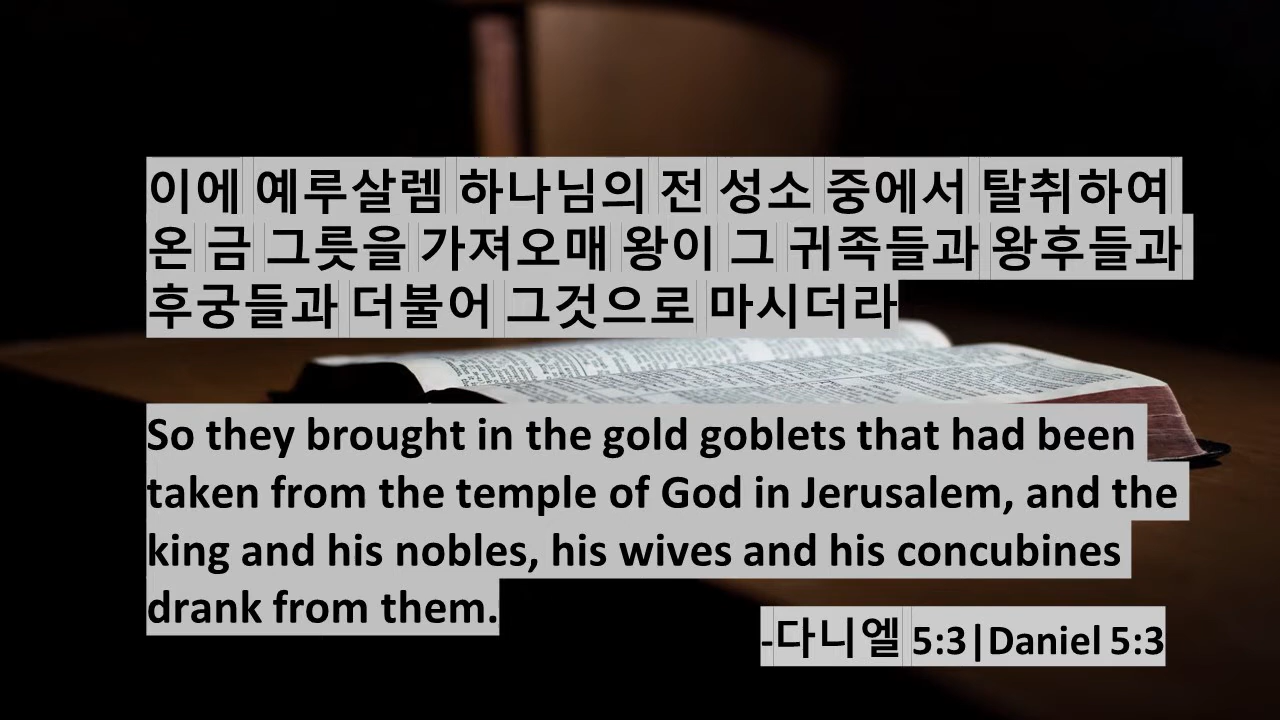 이에 예루살렘 하나님의 전 성소 중에서 탈취하여
온 금 그릇을 가져오매 왕이 그 귀족들과 왕후들과
후궁들과 더불어 그것으로 마시더라
So they brought in the gold goblets that had been
taken from the temple of God in Jerusalem, and the
king and his nobles, his wives and his concubines
drank from them.
-다니엘 5:3|Daniel 5:3